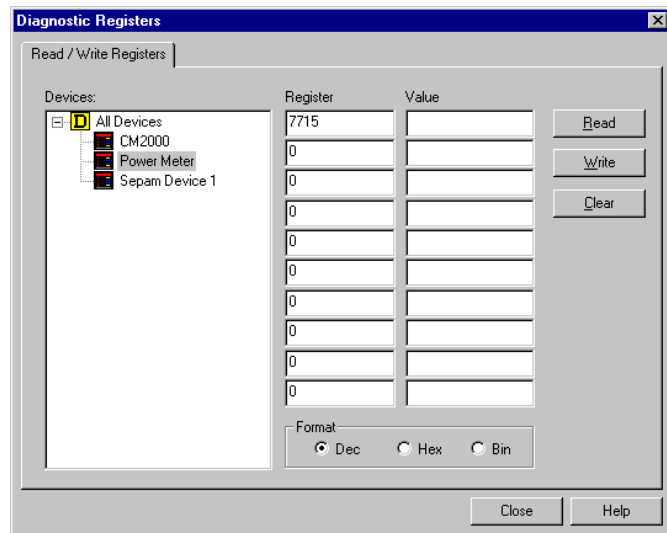 Diagnostic Registers
Read / Write Registers
Devices:
Register Value
D All Devices
CM2000
Power Meter
Sepam Device 1
7715
0
0
0
0
0
0
0
0
0
Read
Write
Clear
Format
Dec Hex Bin
Close Help